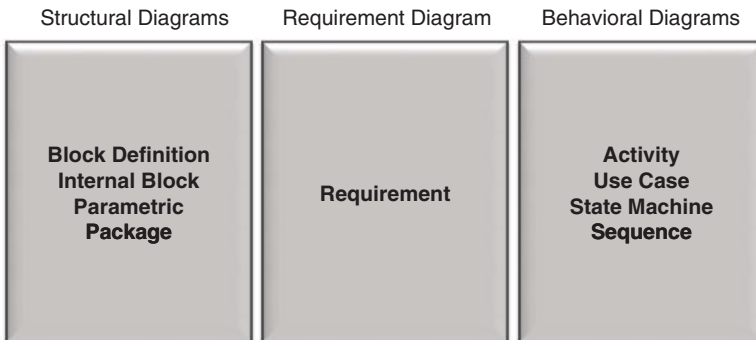 Structural Diagrams
Block Definition
Internal Block
Parametric
Package
Requirement Diagram
Requirement
Behavioral Diagrams
Activity
Use Case
State Machine
Sequence